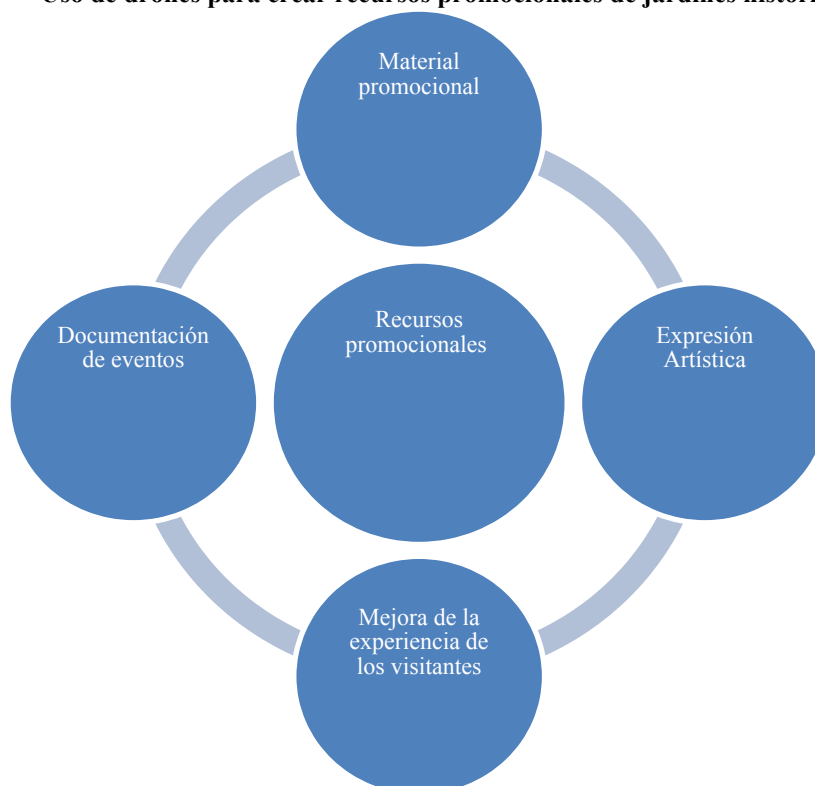 Uso de drones para crear recursos promocionales de jardines
Material
promocional
Documentación
de eventos
Recursos
promocionales
Expresión
Artística
Mejora de la
experiencia de
los visitantes